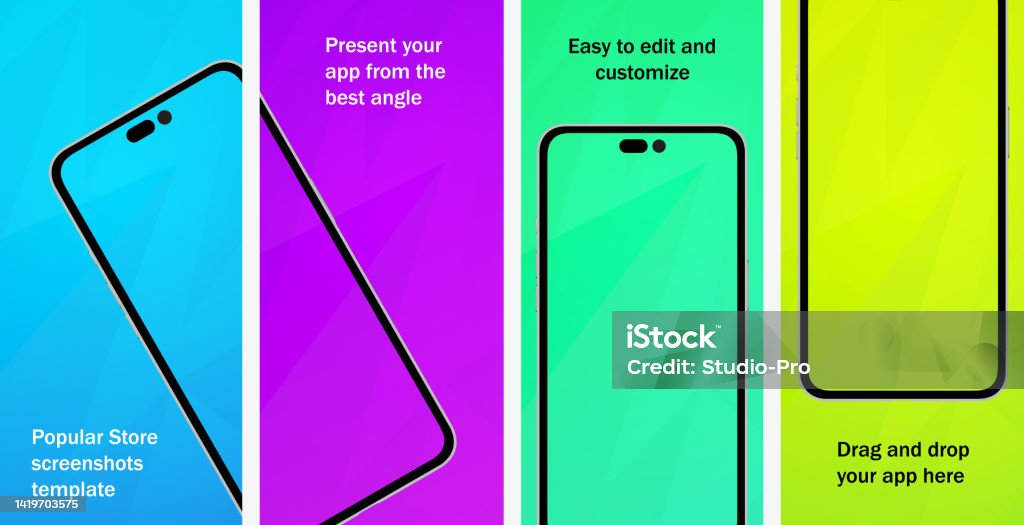 Popular Store
screenshots
template
1419703575
Present your
app from the
best angle
Easy to edit and
customize
iStock™
Credit: Studio-Pro
Drag and drop
your app here